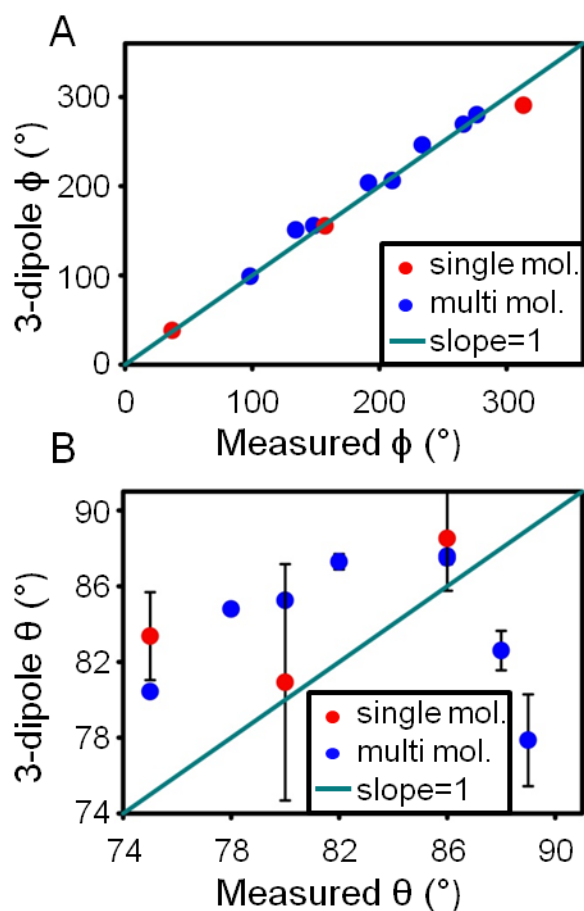 A
3-dipole ϕ (°)
300
200
100
0
single mol.
multi mol.
slope=1
0 100 200 300
Measured ϕ (°)
B
3-dipole θ (°)
90
86
82
78
74
single mol.
multi mol.
slope=1
74 78 82 86 90
Measured θ (°)